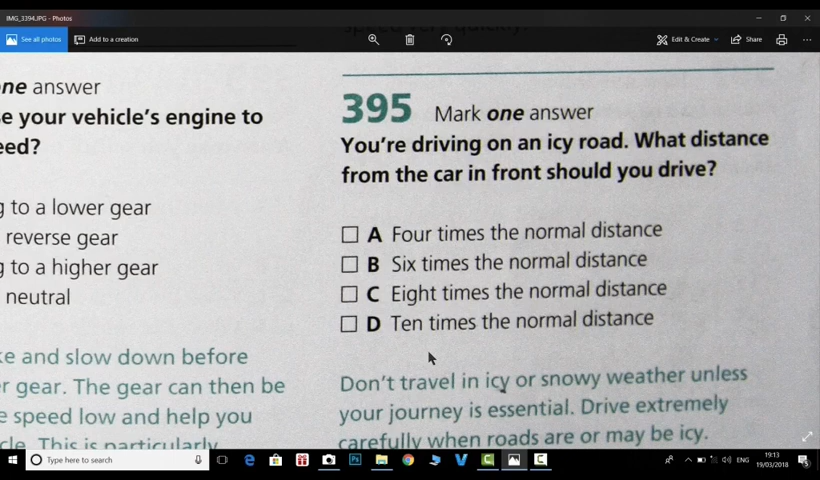 IMG_3394.JPG - Photos
See all photos
Add to a creation
Edit & Create
Share
ne answer
e your vehicle's engine to
eed?
g to a lower gear
reverse gear
g to a higher gear
neutral
ke and slow down before
er gear. The gear can then be
e speed low and help you
cle. This is particularly
395 Mark one answer
You're driving on an icy road. What distance
from the car in front should you drive?
A Four times the normal distance
B Six times the normal distance
C Eight times the normal distance
D Ten times the normal distance
Don't travel in icy or snowy weather unless
your journey is essential. Drive extremely
carefully when roads are or may be icy.
Type here to search
ENG
19:13
19/03/2018
5